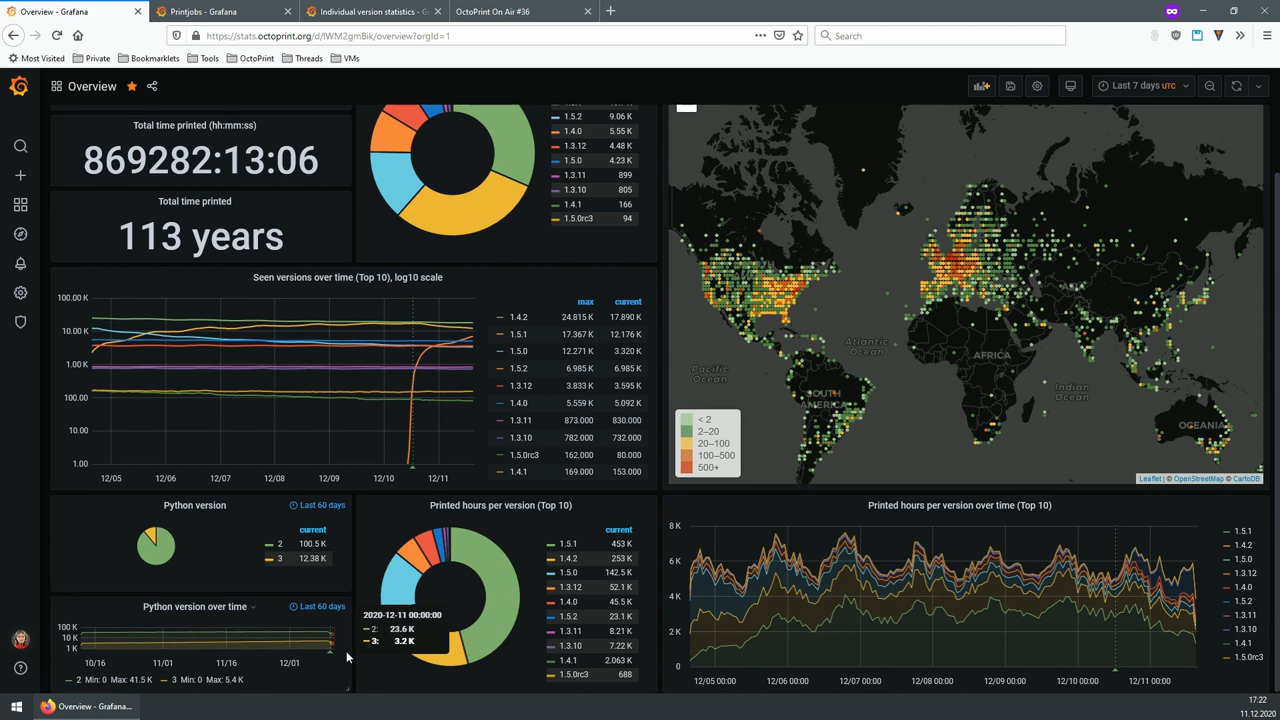 Overview - Grafana
Printjobs - Grafana
Individual version statistics - G
OctoPrint On Air #36
https://stats.octoprint.org/d/lWM2gmBik/overview?orgId=1
Search
Most Visited
Private
Bookmarklets
Tools
OctoPrint
Threads
VMs
Overview
Last 7 days UTC
Total time printed (hh:mm:ss)
869282:13:06
Total time printed
113 years
1.5.2 9.06 K
1.4.0 5.55 K
1.3.12 4.48 K
1.5.0 4.23 K
1.3.11 899
1.3.10 805
1.4.1 166
1.5.0rc3 94
Pacific Ocean
Atlantic Ocean
AFRICA
SOUTH AMERICA
Indian Ocean
OCEANIA
< 2
2–20
20–100
100–500
500+
Leaflet | © OpenStreetMap © CartoDB
Seen versions over time (Top 10), log10 scale
100.00 K
10.00 K
1.00 K
100.00
10.00
1.00
12/05 12/06 12/07 12/08 12/09 12/10 12/11
max current
1.4.2 24.815 K 17.890 K
1.5.1 17.367 K 12.176 K
1.5.0 12.271 K 3.320 K
1.5.2 6.985 K 6.985 K
1.3.12 3.833 K 3.595 K
1.4.0 5.559 K 5.092 K
1.3.11 873.000 830.000
1.3.10 782.000 732.000
1.5.0rc3 162.000 80.000
1.4.1 169.000 153.000
Python version
Last 60 days
current
2 100.5 K
3 12.38 K
Python version over time
Last 60 days
100 K
10 K
1 K
10/16 11/01 11/16 12/01
2 Min: 0 Max: 41.5 K 3 Min: 0 Max: 5.4 K
2020-12-11 00:00:00
2: 23.6 K
3: 3.2 K
Printed hours per version (Top 10)
current
1.5.1 453 K
1.4.2 253 K
1.5.0 142.5 K
1.3.12 52.1 K
1.4.0 45.5 K
1.5.2 23.1 K
1.3.11 8.21 K
1.3.10 7.22 K
1.4.1 2.063 K
1.5.0rc3 688
Printed hours per version over time (Top 10)
8 K
6 K
4 K
2 K
0
12/05 00:00 12/06 00:00 12/07 00:00 12/08 00:00 12/09 00:00 12/10 00:00 12/11 00:00
1.5.1
1.4.2
1.5.0
1.3.12
1.4.0
1.5.2
1.3.11
1.3.10
1.4.1
1.5.0rc3
Overview - Grafana...
17:22
11.12.2020